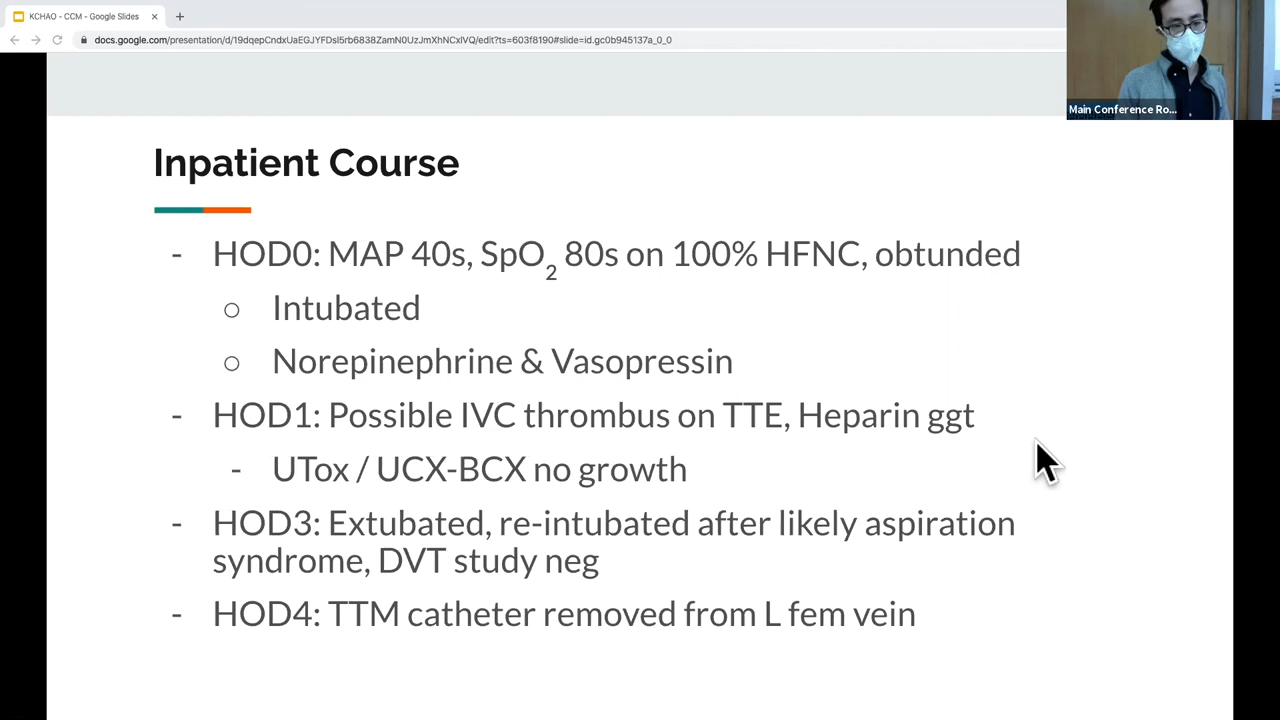 KCHAO - CCM - Google Slides
docs.google.com/presentation/d/19dqepCndxUaEGJYFDsl5rb6838ZamN0UzJmXhNCxlVQ/edit?ts=603f8190#slide=id.gc0b945137a_0_0
Main Conference Ro...
Inpatient Course
- HOD0: MAP 40s, SpO2 80s on 100% HFNC, obtunded
○ Intubated
○ Norepinephrine & Vasopressin
- HOD1: Possible IVC thrombus on TTE, Heparin ggt
- UTox / UCX-BCX no growth
- HOD3: Extubated, re-intubated after likely aspiration
syndrome, DVT study neg
- HOD4: TTM catheter removed from L fem vein